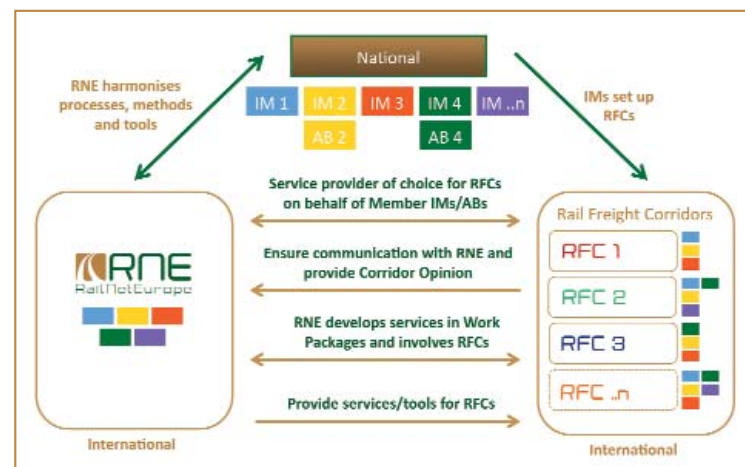 National
RNE harmonises
processes, methods
and tools
IM 1 IM 2 IM 3 IM 4 IM ..n
AB 2 AB 4
IMs set up
RFCs
Service provider of choice for RFCs
on behalf of Member IMs/ABs
Ensure communication with RNE and
provide Corridor Opinion
RNE develops services in Work
Packages and involves RFCs
Provide services/tools for RFCs
RNE
RailNetEurope
International
Rail Freight Corridors
RFC 1
RFC 2
RFC 3
RFC ..n
International